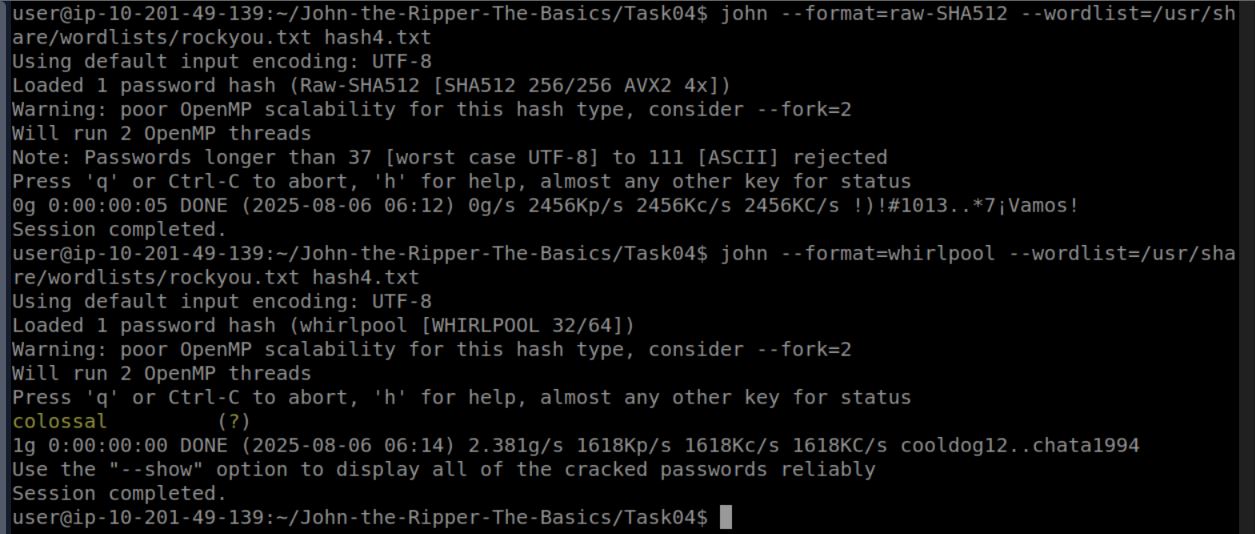 user@ip-10-201-49-139:~/John-the-Ripper-The-Basics/Task04$ john --format=raw-SHA512 --wordlist=/usr/sh
are/wordlists/rockyou.txt hash4.txt
Using default input encoding: UTF-8
Loaded 1 password hash (Raw-SHA512 [SHA512 256/256 AVX2 4x])
Warning: poor OpenMP scalability for this hash type, consider --fork=2
Will run 2 OpenMP threads
Note: Passwords longer than 37 [worst case UTF-8] to 111 [ASCII] rejected
Press 'q' or Ctrl-C to abort, 'h' for help, almost any other key for status
0g 0:00:00:05 DONE (2025-08-06 06:12) 0g/s 2456Kp/s 2456Kc/s 2456KC/s !)!#1013..*7¡Vamos!
Session completed.
user@ip-10-201-49-139:~/John-the-Ripper-The-Basics/Task04$ john --format=whirlpool --wordlist=/usr/sha
re/wordlists/rockyou.txt hash4.txt
Using default input encoding: UTF-8
Loaded 1 password hash (whirlpool [WHIRLPOOL 32/64])
Warning: poor OpenMP scalability for this hash type, consider --fork=2
Will run 2 OpenMP threads
Press 'q' or Ctrl-C to abort, 'h' for help, almost any other key for status
colossal         (?)
1g 0:00:00:00 DONE (2025-08-06 06:14) 2.381g/s 1618Kp/s 1618Kc/s 1618KC/s cooldog12..chata1994
Use the "--show" option to display all of the cracked passwords reliably
Session completed.
user@ip-10-201-49-139:~/John-the-Ripper-The-Basics/Task04$